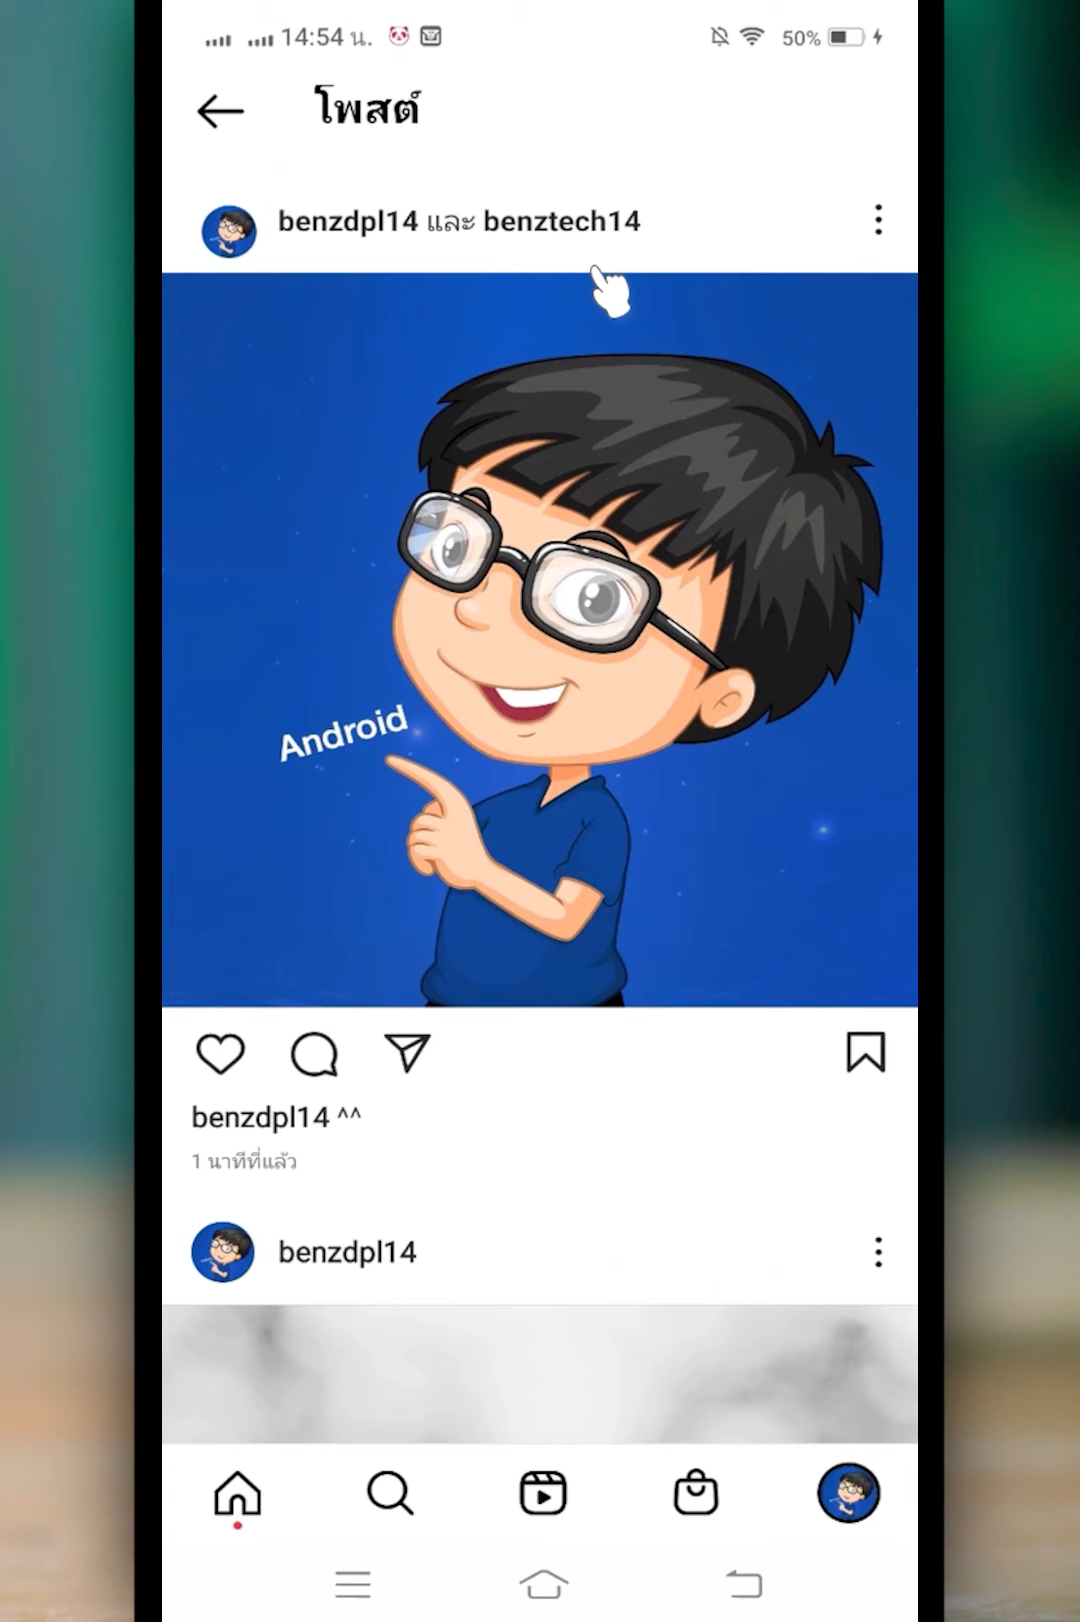 14:54 น.
50%
โพสต์
benzdpl14 และ benztech14
Android
benzdpl14 ^^
1 นาทีที่แล้ว
benzdpl14